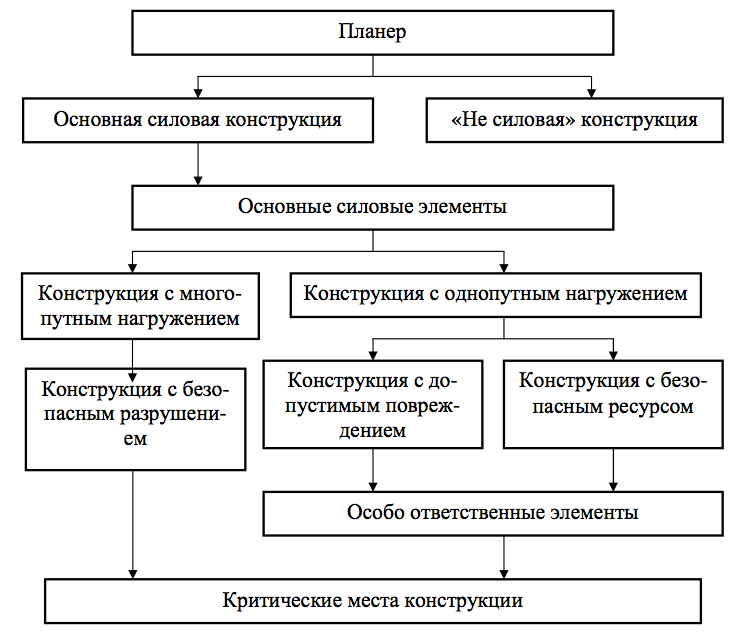 Планер
Основная силовая конструкция
«Не силовая» конструкция
Основные силовые элементы
Конструкция с много-
путным нагружением
Конструкция с однопутным нагружением
Конструкция с безо-
пасным разрушени-
ем
Конструкция с до-
пустимым повреж-
дением
Конструкция с безо-
пасным ресурсом
Особо ответственные элементы
Критические места конструкции